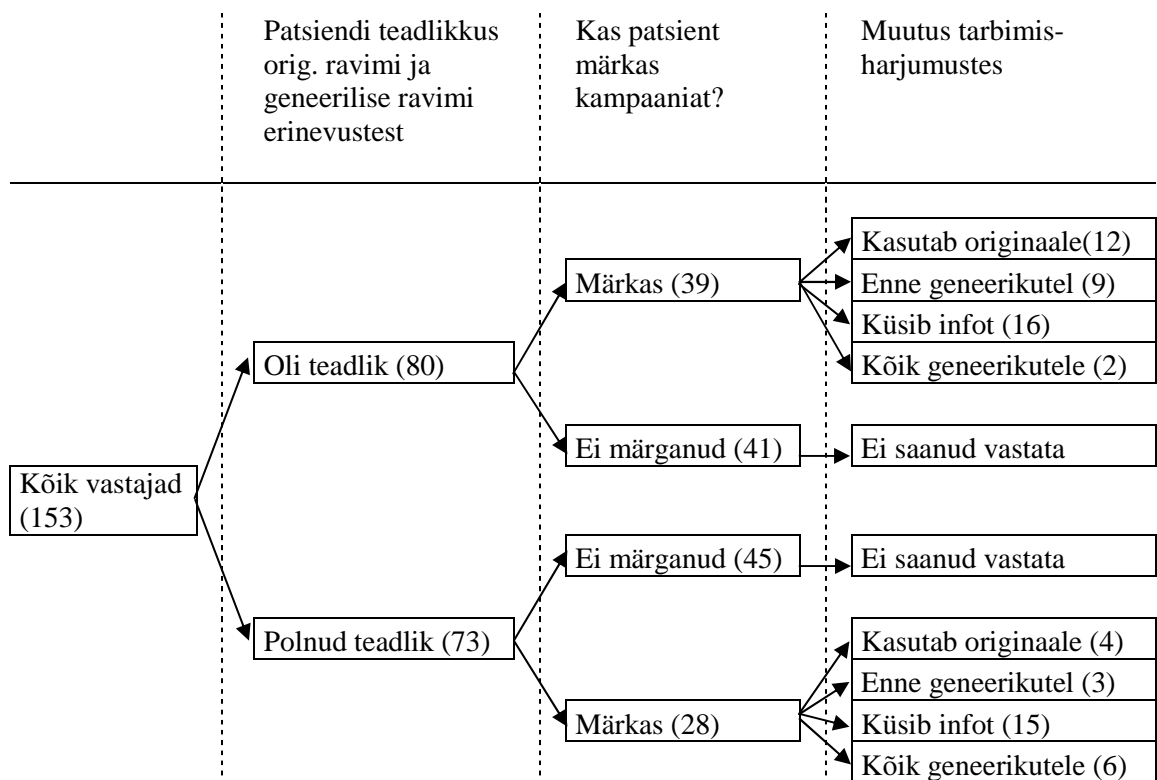 Patsiendi teadlikkus
orig. ravimi ja
geneerilise ravimi
erinevustest
Kas patsient
märkas
kampaaniat?
Muutus tarbimis-
harjumustes
Kõik vastajad
(153)
Oli teadlik (80)
Polnud teadlik (73)
Märkas (39)
Ei märganud (41)
Ei märganud (45)
Märkas (28)
Kasutab originaale(12)
Enne geneerikutel (9)
Küsib infot (16)
Kõik geneerikutele (2)
Ei saanud vastata
Ei saanud vastata
Kasutab originaale (4)
Enne geneerikutel (3)
Küsib infot (15)
Kõik geneerikutele (6)